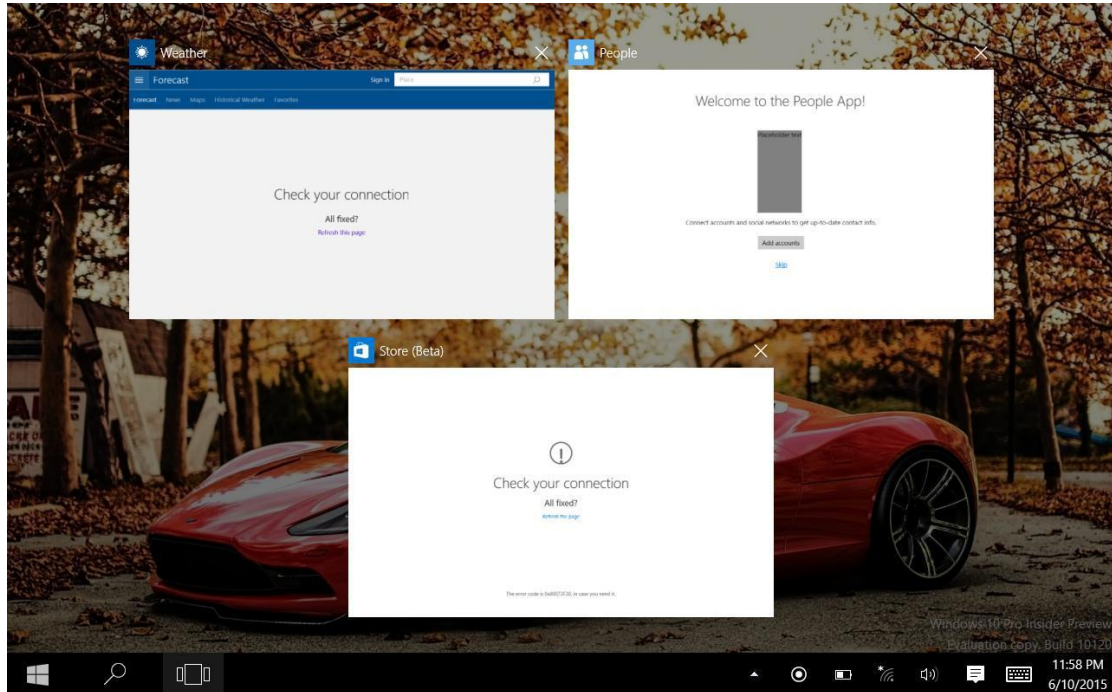 Weather
People
Forecast
Sign in
Place
Forecast News Maps Historical Weather Favorites
Check your connection
All fixed?
Refresh this page
Welcome to the People App!
Placeholder text
Connect accounts and social networks to get up-to-date contact info.
Add accounts
Skip
Store (Beta)
Check your connection
All fixed?
Refresh this page
Windows 10 Pro Insider Preview
Evaluation copy. Build 10120
11:58 PM
6/10/2015